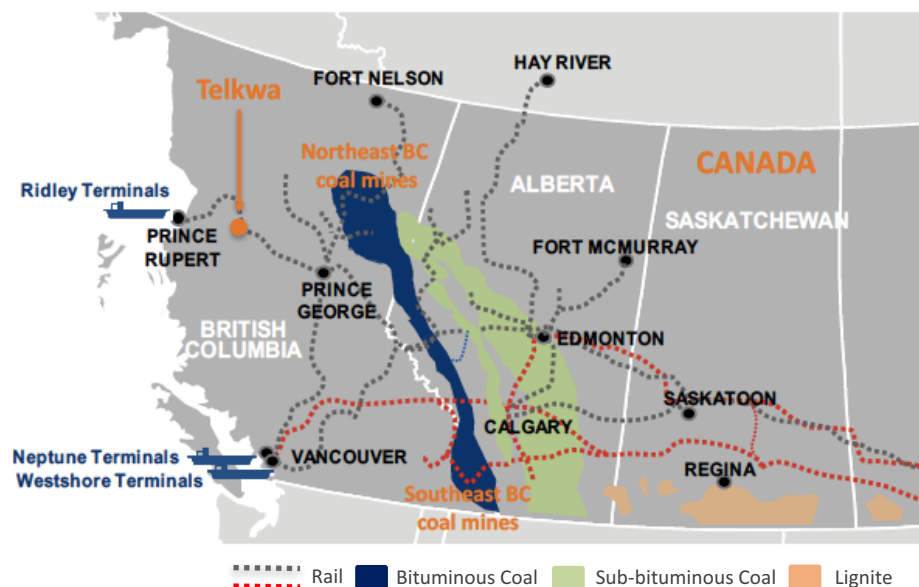 HAY RIVER
FORT NELSON
Telkwa
Northeast BC
coal mines
CANADA
ALBERTA
Ridley Terminals
SASKATCHEWAN
PRINCE
RUPERT
FORT MCMURRAY
PRINCE
GEORGE
BRITISH
COLUMBIA
EDMONTON
SASKATOON
CALGARY
Neptune Terminals
VANCOUVER
Westshore Terminals
REGINA
Southeast BC
coal mines
Rail
Bituminous Coal
Sub-bituminous Coal
Lignite